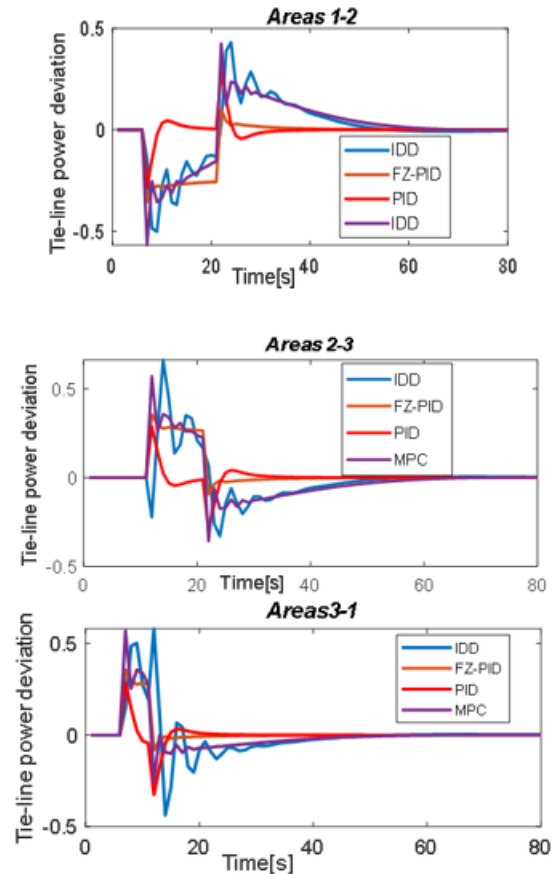 Areas 1-2
Tie-line power deviation
0.5
0
-0.5
IDD
FZ-PID
PID
IDD
0
20
40
60
80
Time[s]
Areas 2-3
Tie-line power deviation
0.5
0
-0.5
IDD
FZ-PID
PID
MPC
0
20
40
60
80
Time[s]
Areas3-1
Tie-line power deviation
0.5
0
-0.5
IDD
FZ-PID
PID
MPC
0
20
40
60
80
Time[s]